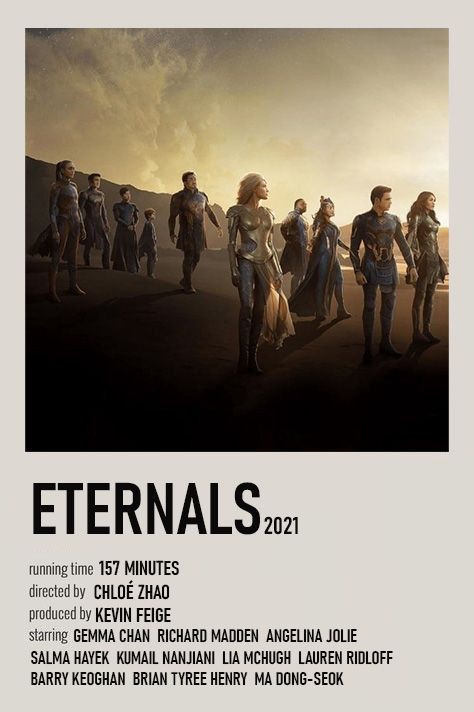 ETERNALS 2021
running time 157 MINUTES
directed by CHLOÉ ZHAO
produced by KEVIN FEIGE
starring GEMMA CHAN RICHARD MADDEN ANGELINA JOLIE
SALMA HAYEK KUMAIL NANJIANI LIA MCHUGH LAUREN RIDLOFF
BARRY KEOGHAN BRIAN TYREE HENRY MA DONG-SEOK